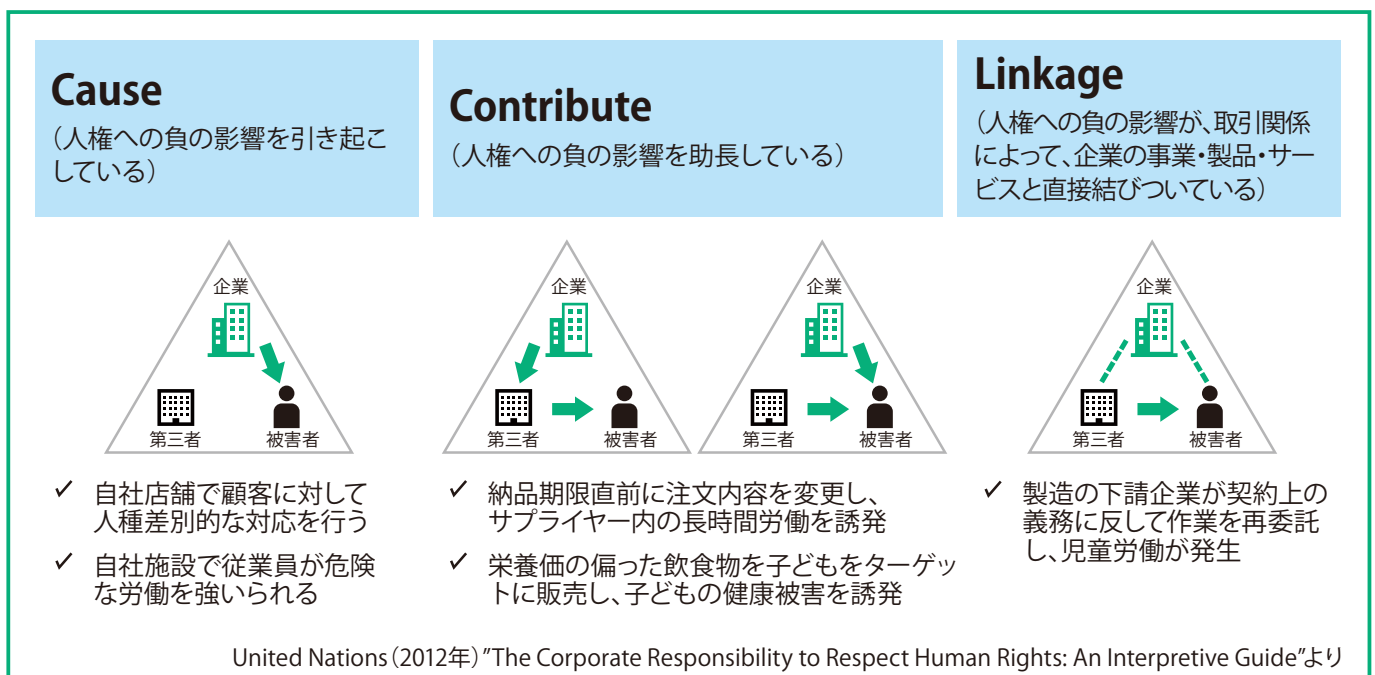 Cause
（人権への負の影響を引き起こ
している）
Contribute
（人権への負の影響を助長している）
Linkage
（人権への負の影響が、取引関係
によって、企業の事業・製品・サー
ビスと直接結びついている）
企業
第三者
被害者
企業
第三者
被害者
企業
第三者
被害者
企業
第三者
被害者
✓ 自社店舗で顧客に対して
人種差別的な対応を行う
✓ 自社施設で従業員が危険
な労働を強いられる
✓ 納品期限直前に注文内容を変更し、
サプライヤー内の長時間労働を誘発
✓ 栄養価の偏った飲食物を子どもをターゲッ
トに販売し、子どもの健康被害を誘発
✓ 製造の下請企業が契約上の
義務に反して作業を再委託
し、児童労働が発生
United Nations（2012年）”The Corporate Responsibility to Respect Human Rights: An Interpretive Guide”より